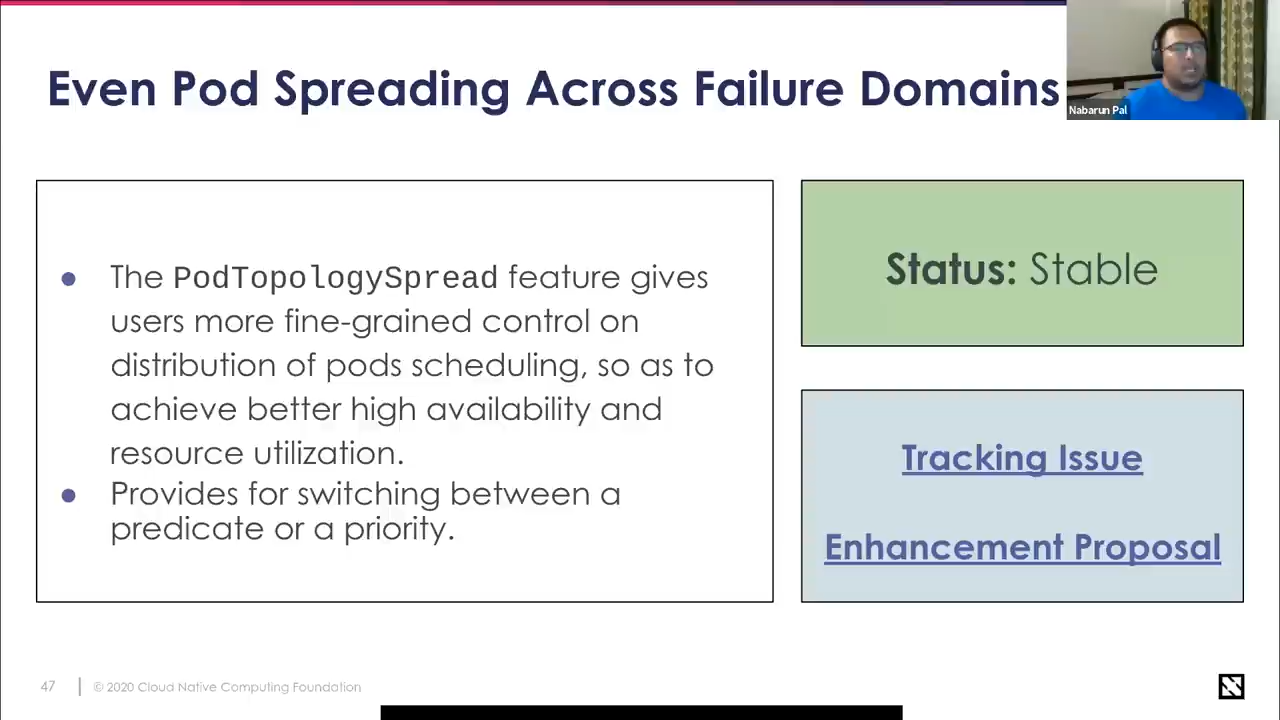 Even Pod Spreading Across Failure Domains
Nabarun Pal
● The PodTopologySpread feature gives
users more fine-grained control on
distribution of pods scheduling, so as to
achieve better high availability and
resource utilization.
● Provides for switching between a
predicate or a priority.
Status: Stable
Tracking Issue
Enhancement Proposal
47 | © 2020 Cloud Native Computing Foundation